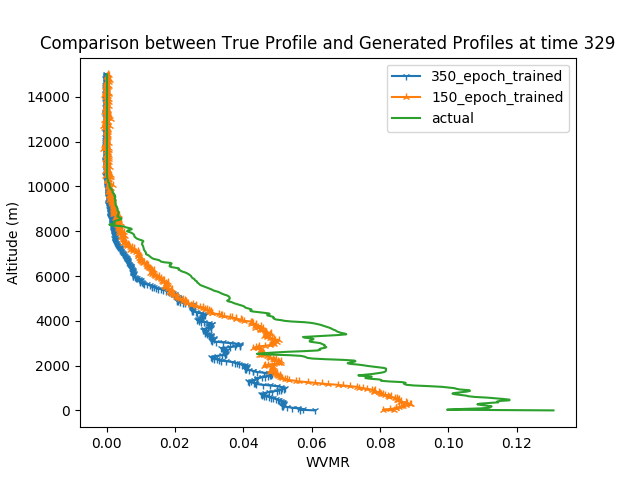 Comparison between True Profile and Generated Profiles at time 329
350_epoch_trained
150_epoch_trained
actual
Altitude (m)
14000
12000
10000
8000
6000
4000
2000
0
0.00 0.02 0.04 0.06 0.08 0.10 0.12
WVMR